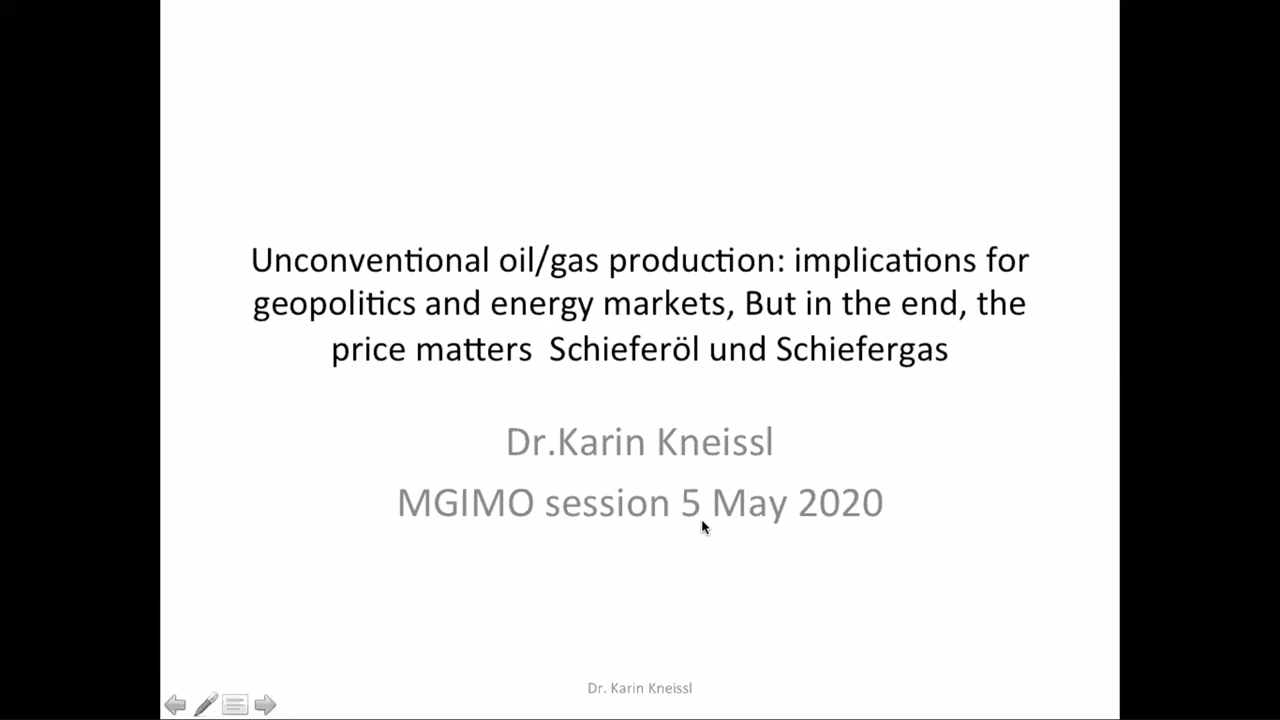 Unconventional oil/gas production: implications for
geopolitics and energy markets, But in the end, the
price matters  Schieferöl und Schiefergas
Dr.Karin Kneissl
MGIMO session 5 May 2020
Dr. Karin Kneissl